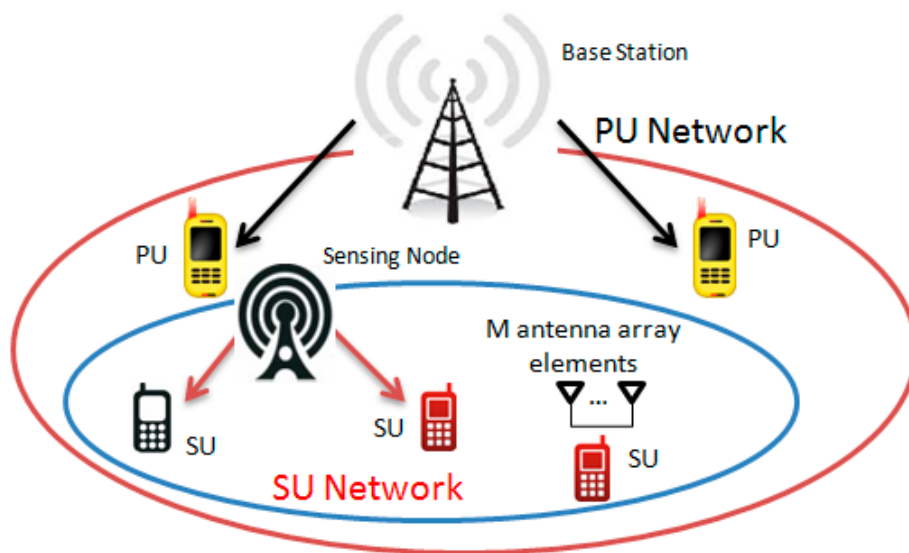 Base Station
PU Network
PU
Sensing Node
PU
M antenna array
elements
...
SU
SU
SU
SU Network